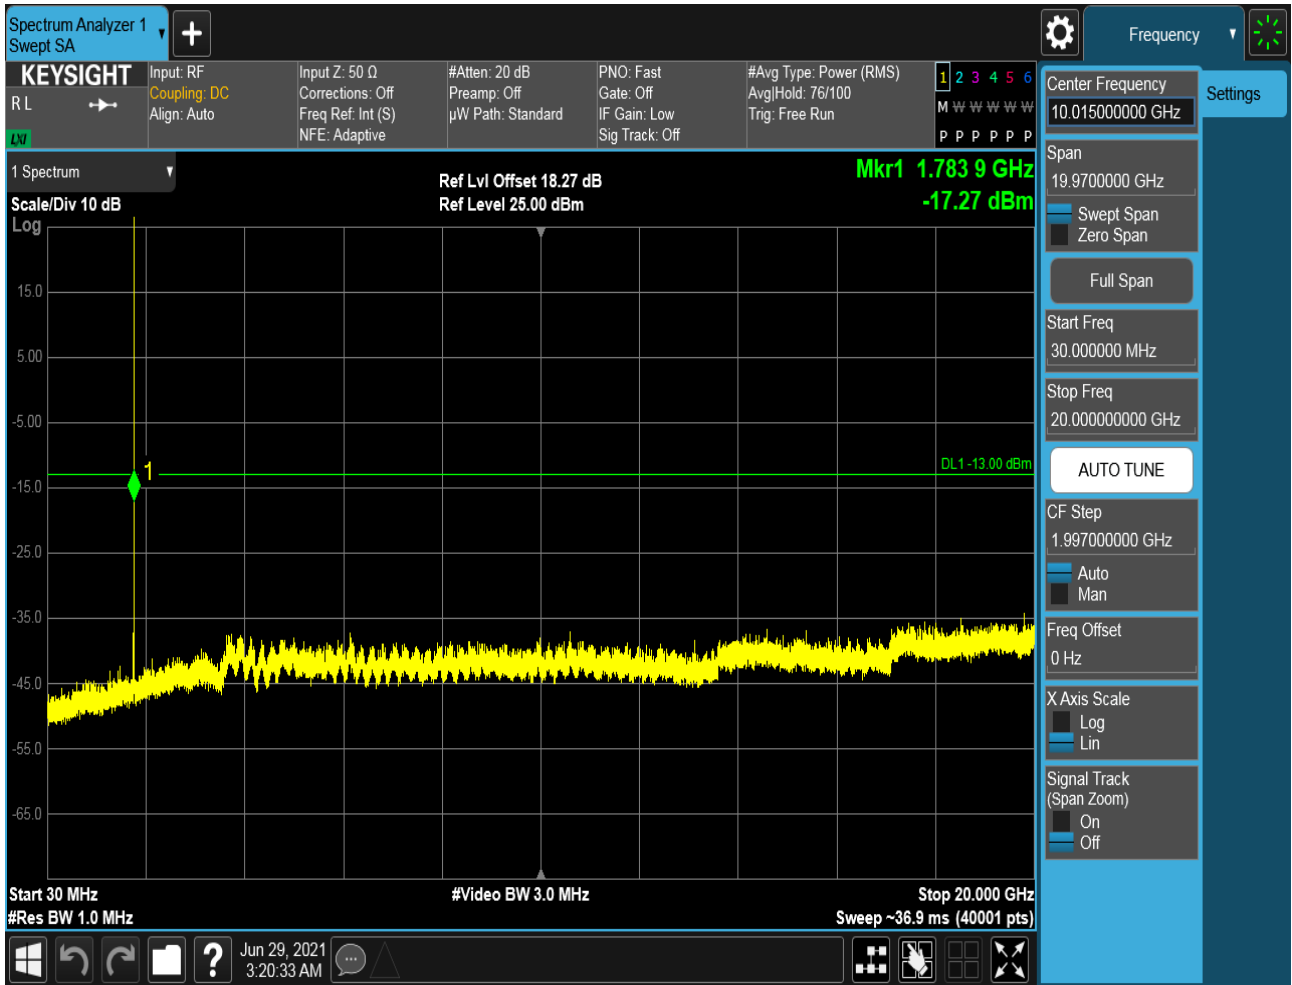 Spectrum Analyzer 1
Swept SA
+
Frequency
KEYSIGHT
R L
LXI
Input: RF
Coupling: DC
Align: Auto
Input Z: 50 Ω
Corrections: Off
Freq Ref: Int (S)
NFE: Adaptive
#Atten: 20 dB
Preamp: Off
µW Path: Standard
PNO: Fast
Gate: Off
IF Gain: Low
Sig Track: Off
#Avg Type: Power (RMS)
Avg|Hold: 76/100
Trig: Free Run
1 2 3 4 5 6
M W W W W W
P P P P P P
1 Spectrum
Scale/Div 10 dB
Log
Ref Lvl Offset 18.27 dB
Ref Level 25.00 dBm
Mkr1 1.783 9 GHz
-17.27 dBm
15.0
5.00
-5.00
1
DL1 -13.00 dBm
-15.0
-25.0
-35.0
-45.0
-55.0
-65.0
Start 30 MHz
#Res BW 1.0 MHz
#Video BW 3.0 MHz
Stop 20.000 GHz
Sweep ~36.9 ms (40001 pts)
?
Jun 29, 2021
3:20:33 AM
Center Frequency
10.015000000 GHz
Span
19.9700000 GHz
Swept Span
Zero Span
Full Span
Start Freq
30.000000 MHz
Stop Freq
20.000000000 GHz
AUTO TUNE
CF Step
1.997000000 GHz
Auto
Man
Freq Offset
0 Hz
X Axis Scale
Log
Lin
Signal Track
(Span Zoom)
On
Off
Settings